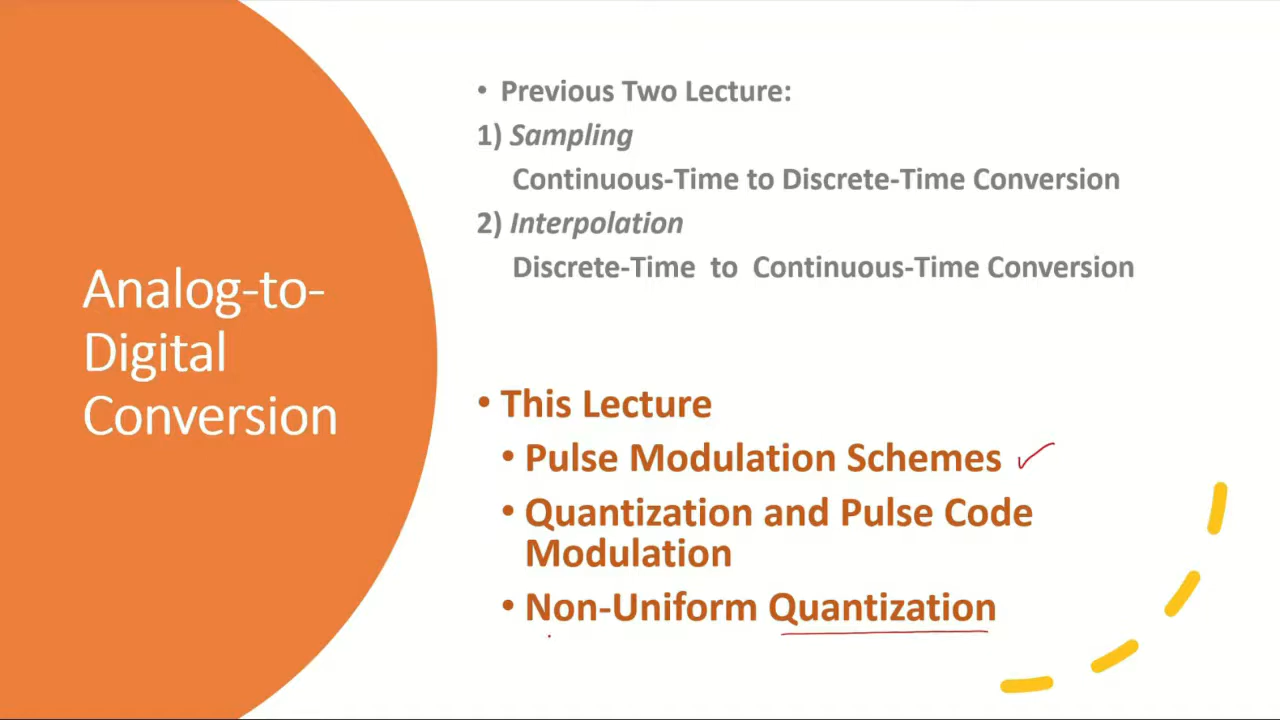 Analog-to-
Digital
Conversion
• Previous Two Lecture:
1) Sampling
Continuous-Time to Discrete-Time Conversion
2) Interpolation
Discrete-Time to Continuous-Time Conversion
• This Lecture
• Pulse Modulation Schemes
• Quantization and Pulse Code
Modulation
• Non-Uniform Quantization